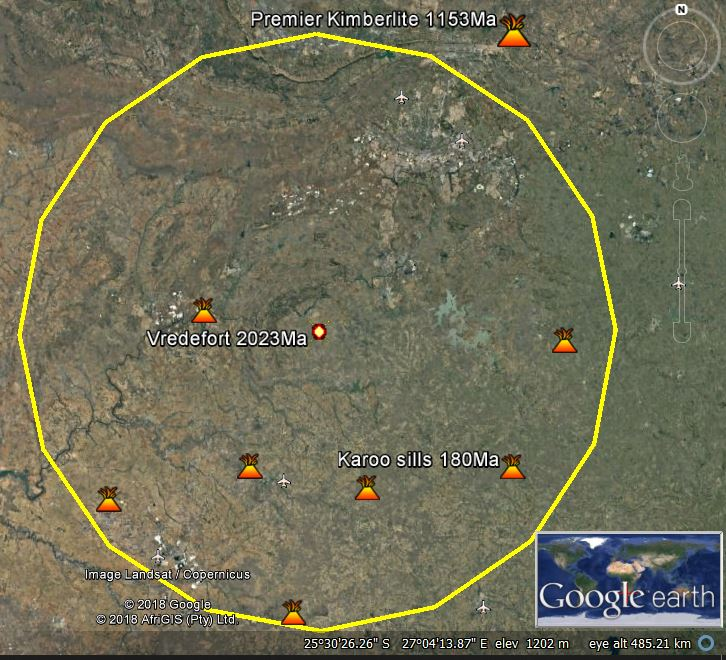 Premier Kimberlite 1153Ma
N
Vredefort 2023Ma
Karoo sills 180Ma
Image Landsat / Copernicus
© 2018 Google
© 2018 AfriGIS (Pty) Ltd.
Google earth
25°30'26.26" S 27°04'13.87" E elev 1202 m eye alt 485.21 km